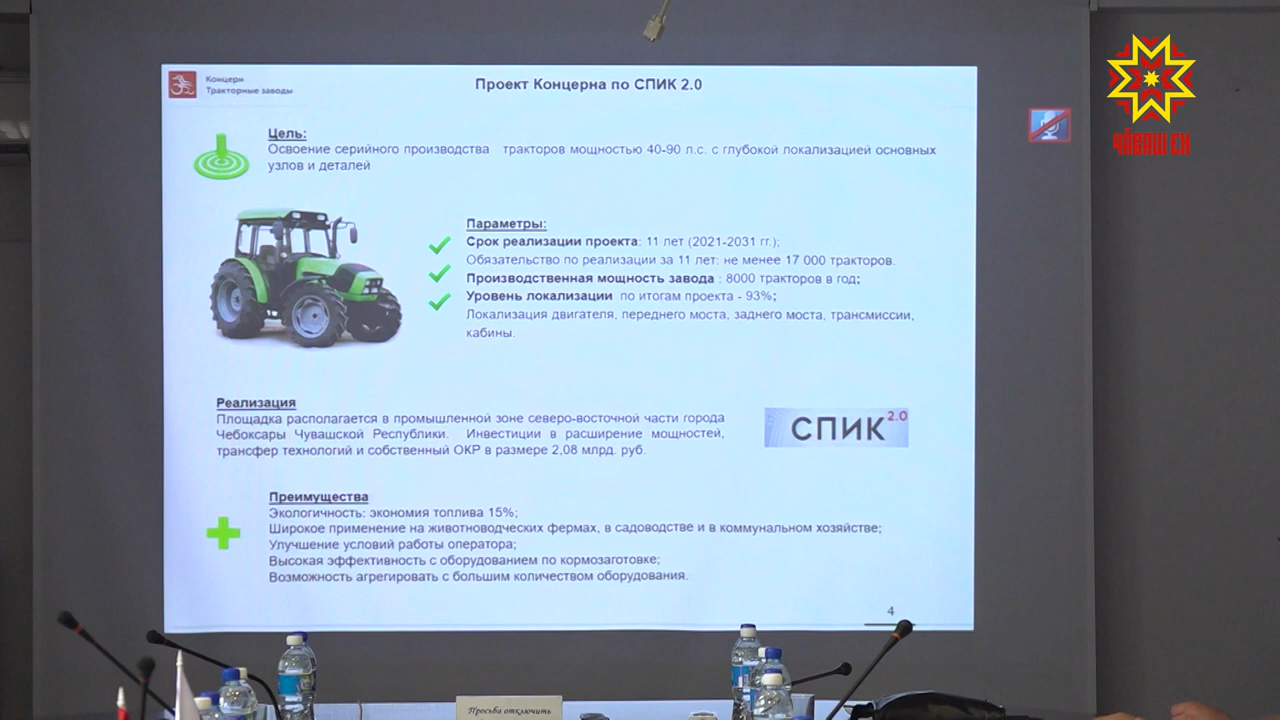 Концерн
Тракторные заводы
Проект Концерна по СПИК 2.0
ЧӐВАШ ЕН
Цель:
Освоение серийного производства тракторов мощностью 40-90 л.с. с глубокой локализацией основных
узлов и деталей
Параметры:
Срок реализации проекта: 11 лет (2021-2031 гг.);
Обязательство по реализации за 11 лет: не менее 17 000 тракторов.
Производственная мощность завода : 8000 тракторов в год;
Уровень локализации по итогам проекта - 93%;
Локализация двигателя, переднего моста, заднего моста, трансмиссии,
кабины.
Реализация
Площадка располагается в промышленной зоне северо-восточной части города
Чебоксары Чувашской Республики. Инвестиции в расширение мощностей,
трансфер технологий и собственный ОКР в размере 2,08 млрд. руб.
СПИК 2.0
Преимущества
Экологичность: экономия топлива 15%;
Широкое применение на животноводческих фермах, в садоводстве и в коммунальном хозяйстве;
Улучшение условий работы оператора;
Высокая эффективность с оборудованием по кормозаготовке;
Возможность агрегировать с большим количеством оборудования.
4
Просьба отключить